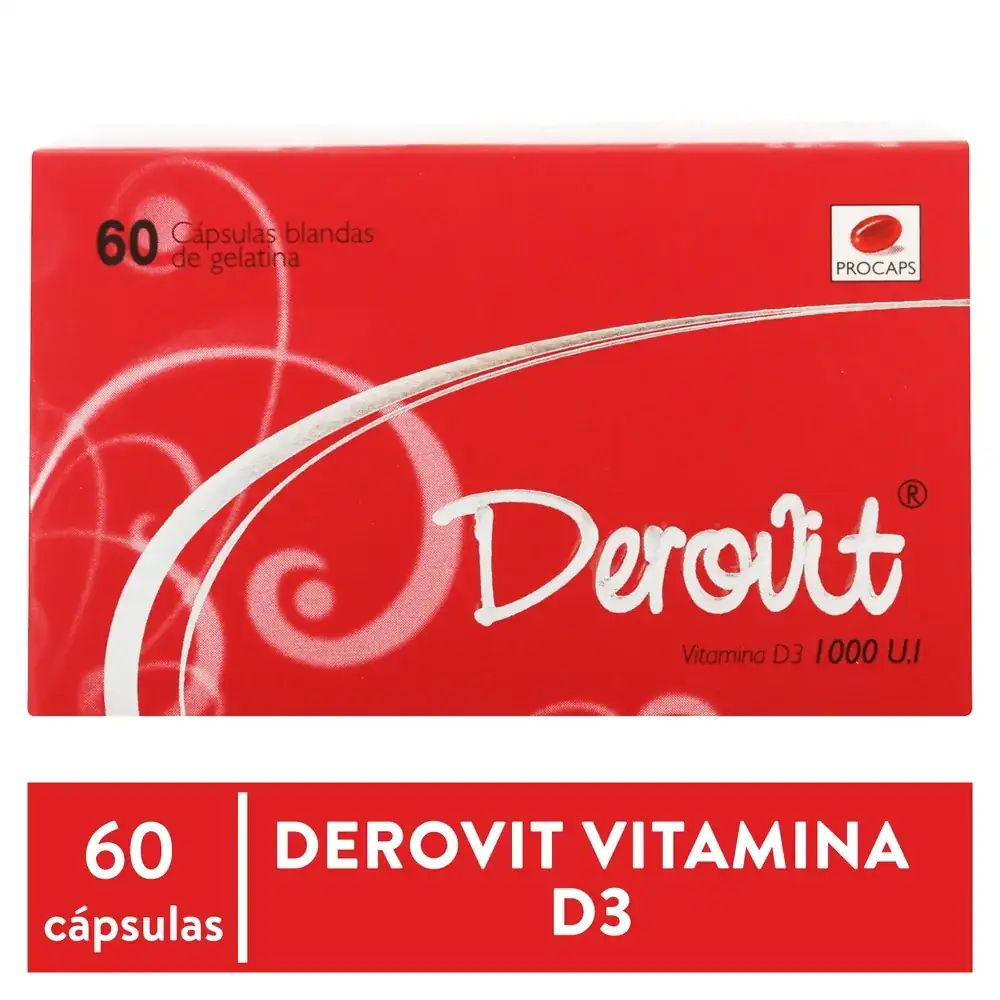 60 Cápsulas blandas
de gelatina
PROCAPS
Derovit®
Vitamina D3 1000 U.I
60
cápsulas
DEROVIT VITAMINA
D3